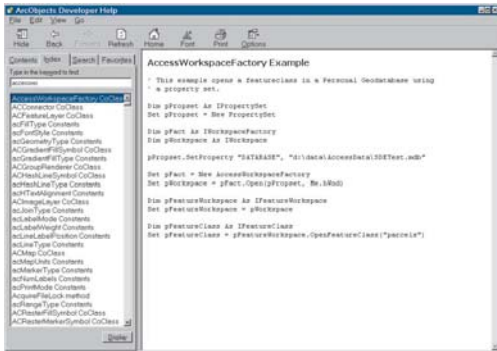 ArcObjects Developer Help
File Edit View Go
Hide Back Forward Refresh Home Font Print Options
Contents Index Search Favorites
Type in the keyword to find:
AccessWorkspaceFactory CoClass
ACConnector CoClass
ACFeatureLayer CoClass
acFillType Constants
acFontStyle Constants
acGeometryType Constants
ACGradientFillSymbol CoClass
acGradientFillType Constants
ACGroupRenderer CoClass
ACHashLineSymbol CoClass
acHashLineType Constants
acHTextAlignment Constants
ACImageLayer CoClass
acJoinType Constants
acLabelMode Constants
acLabelWeight Constants
acLineLabelPosition Constants
acLineType Constants
ACMap CoClass
acMapUnits Constants
acMarkerType Constants
acNumLabels Constants
acPrintMode Constants
AcquireFileLock method
acRangeType Constants
ACRasterFillSymbol CoClass
ACRasterMarkerSymbol CoClass
Display
AccessWorkspaceFactory Example
' This example opens a featureclass in a Personal Geodatabase using
' a property set.
Dim pPropset As IPropertySet
Set pPropset = New PropertySet
Dim pFact As IWorkspaceFactory
Dim pWorkspace As IWorkspace
pPropset.SetProperty "DATABASE", "d:\data\AccessData\SDETest.mdb"
Set pFact = New AccessWorkspaceFactory
Set pWorkspace = pFact.Open(pPropset, Me.hWnd)
Dim pFeatureWorkspace As IFeatureWorkspace
Set pFeatureWorkspace = pWorkspace
Dim pFeatureClass As IFeatureClass
Set pFeatureClass = pFeatureWorkspace.OpenFeatureClass("parcels")